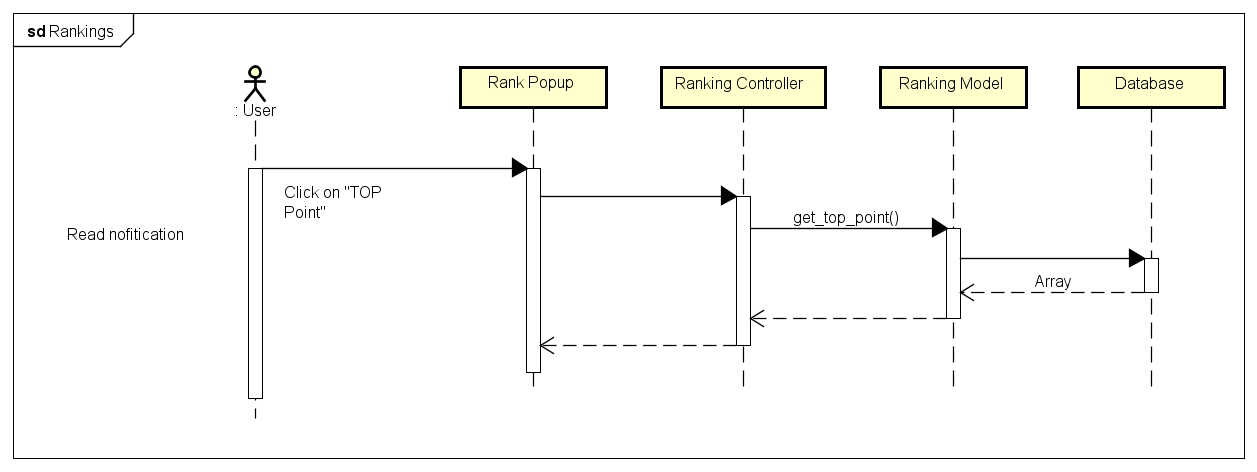 sd Rankings
: User
Rank Popup
Ranking Controller
Ranking Model
Database
Click on "TOP
Point"
Read nofitication
get_top_point()
Array